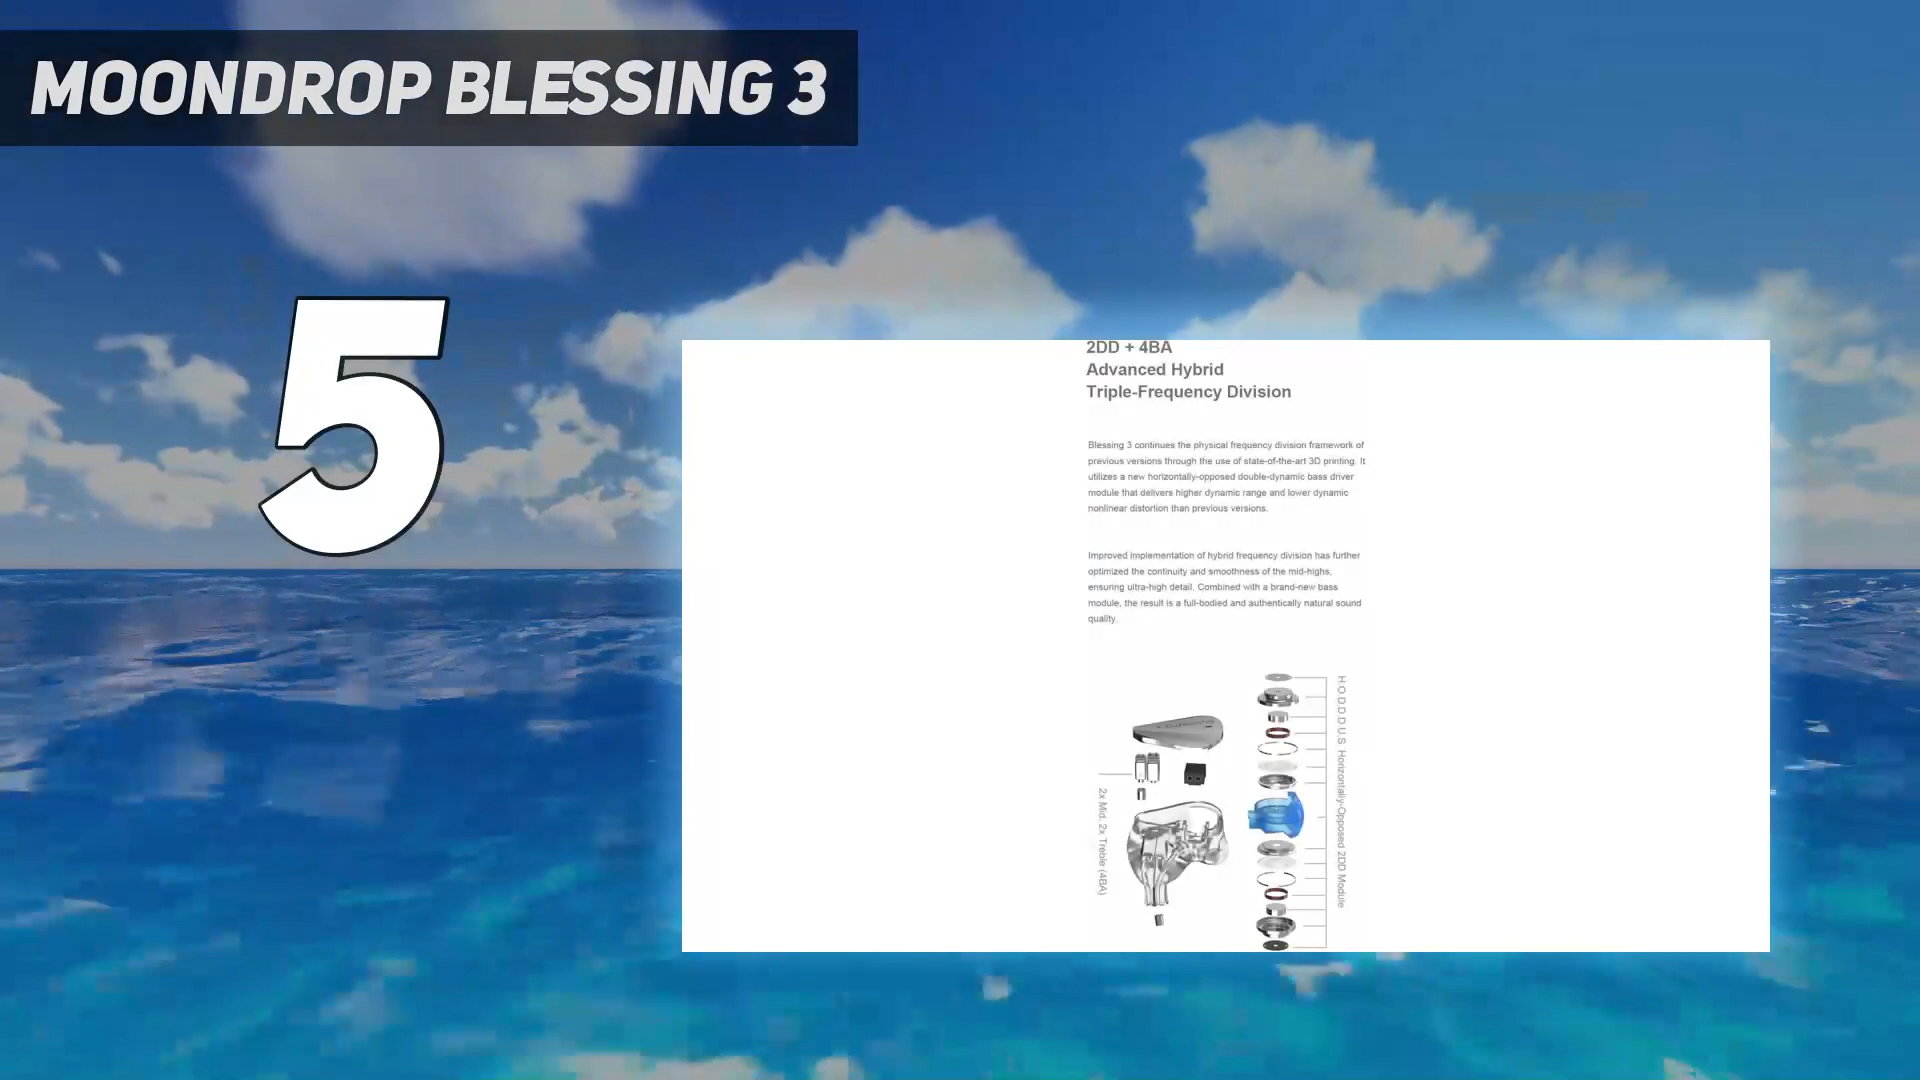 MOONDROP BLESSING 3
5
2DD + 4BA
Advanced Hybrid
Triple-Frequency Division
Blessing 3 continues the physical frequency division framework of
previous versions through the use of state-of-the-art 3D printing. It
utilizes a new horizontally-opposed double-dynamic bass driver
module that delivers higher dynamic range and lower dynamic
nonlinear distortion than previous versions.
Improved implementation of hybrid frequency division has further
optimized the continuity and smoothness of the mid-highs,
ensuring ultra-high detail. Combined with a brand-new bass
module, the result is a full-bodied and authentically natural sound
quality.
2x Mid. 2x Treble (4BA)
H.O.D.D.D.U.S Horizontally-Opposed 2DD Module